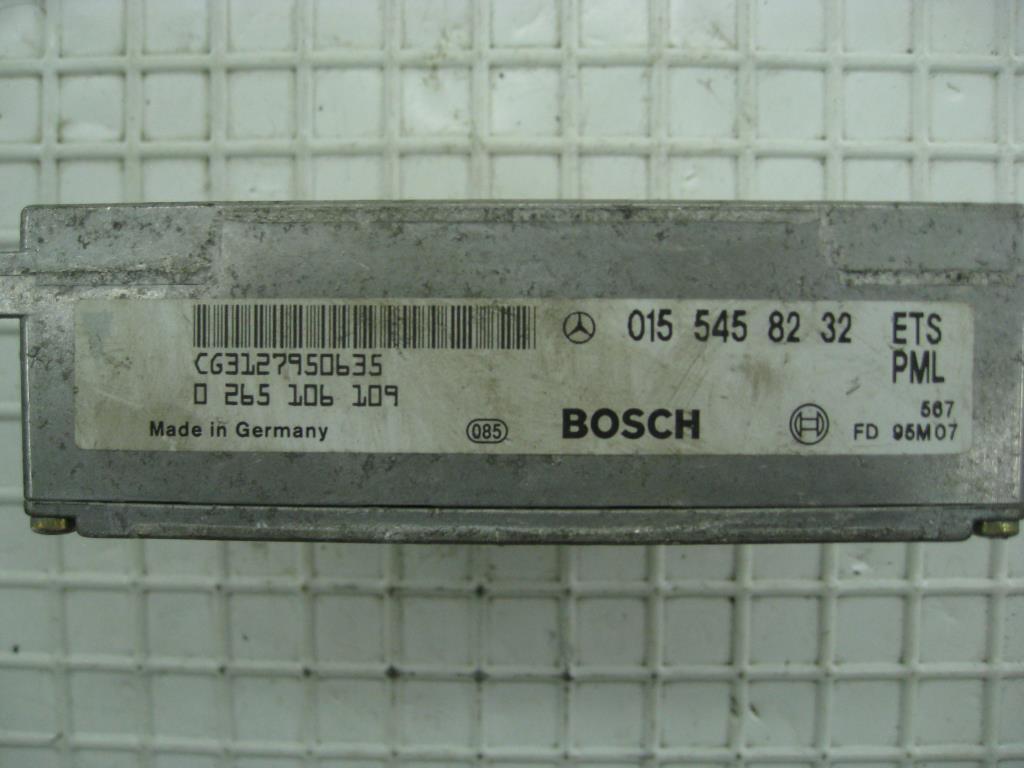 015 545 82 32 ETS
PML
CG3127950635
0 265 106 109
Made in Germany 085 BOSCH
567
FD 95M07